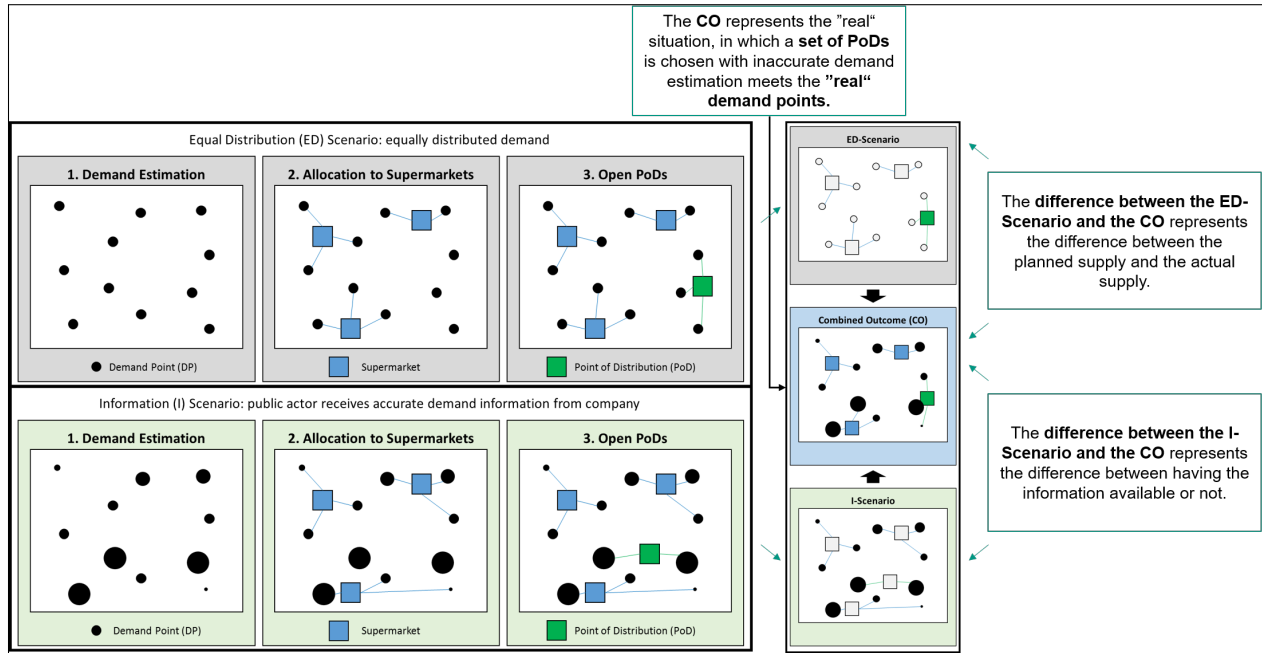 The CO represents the ”real“
situation, in which a set of PoDs
is chosen with inaccurate demand
estimation meets the ”real“
demand points.
Equal Distribution (ED) Scenario: equally distributed demand
1. Demand Estimation
2. Allocation to Supermarkets
3. Open PoDs
Demand Point (DP)
Supermarket
Point of Distribution (PoD)
Information (I) Scenario: public actor receives accurate demand information from company
1. Demand Estimation
2. Allocation to Supermarkets
3. Open PoDs
Demand Point (DP)
Supermarket
Point of Distribution (PoD)
ED-Scenario
Combined Outcome (CO)
I-Scenario
The difference between the ED-
Scenario and the CO represents
the difference between the
planned supply and the actual
supply.
The difference between the I-
Scenario and the CO represents
the difference between having the
information available or not.